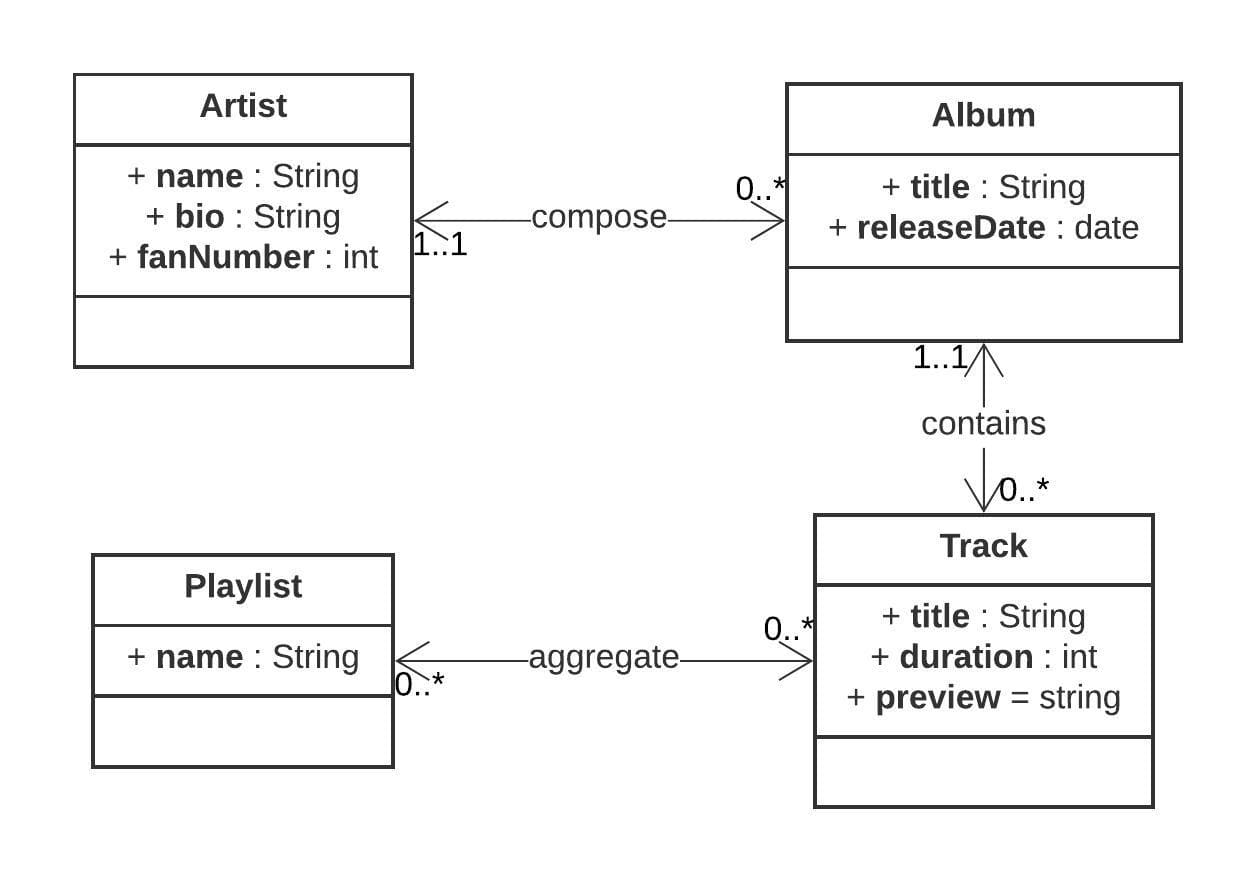 Artist
+ name : String
+ bio : String
+ fanNumber : int
1..1
compose
0..*
Album
+ title : String
+ releaseDate : date
1..1
contains
0..*
Playlist
+ name : String
0..*
aggregate
0..*
Track
+ title : String
+ duration : int
+ preview = string